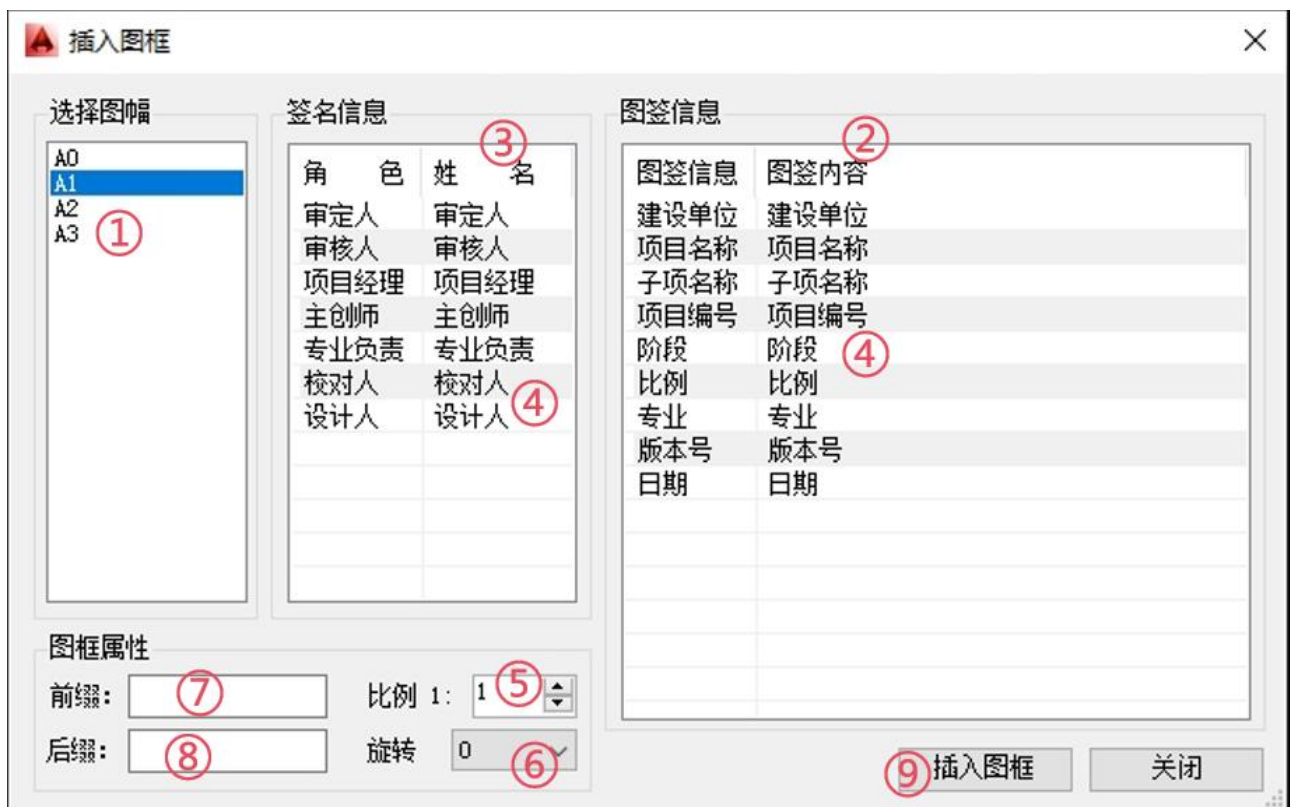 插入图框
选择图幅
A0
A1
A2
A3
①
签名信息
③
角 色 姓 名
审定人 审定人
审核人 审核人
项目经理 项目经理
主创师 主创师
专业负责 专业负责
校对人 校对人
④
设计人 设计人
图签信息
②
图签信息 图签内容
建设单位 建设单位
项目名称 项目名称
子项名称 子项名称
项目编号 项目编号
阶段 阶段 ④
比例 比例
专业 专业
版本号 版本号
日期 日期
图框属性
前缀: ⑦ 比例 1: 1 ⑤
后缀: ⑧ 旋转 0 ⑥
⑨ 插入图框 关闭